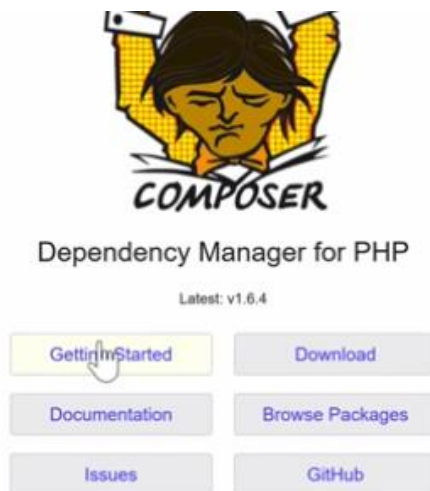 COMPOSER
Dependency Manager for PHP
Latest: v1.6.4
Getting Started
Download
Documentation
Browse Packages
Issues
GitHub